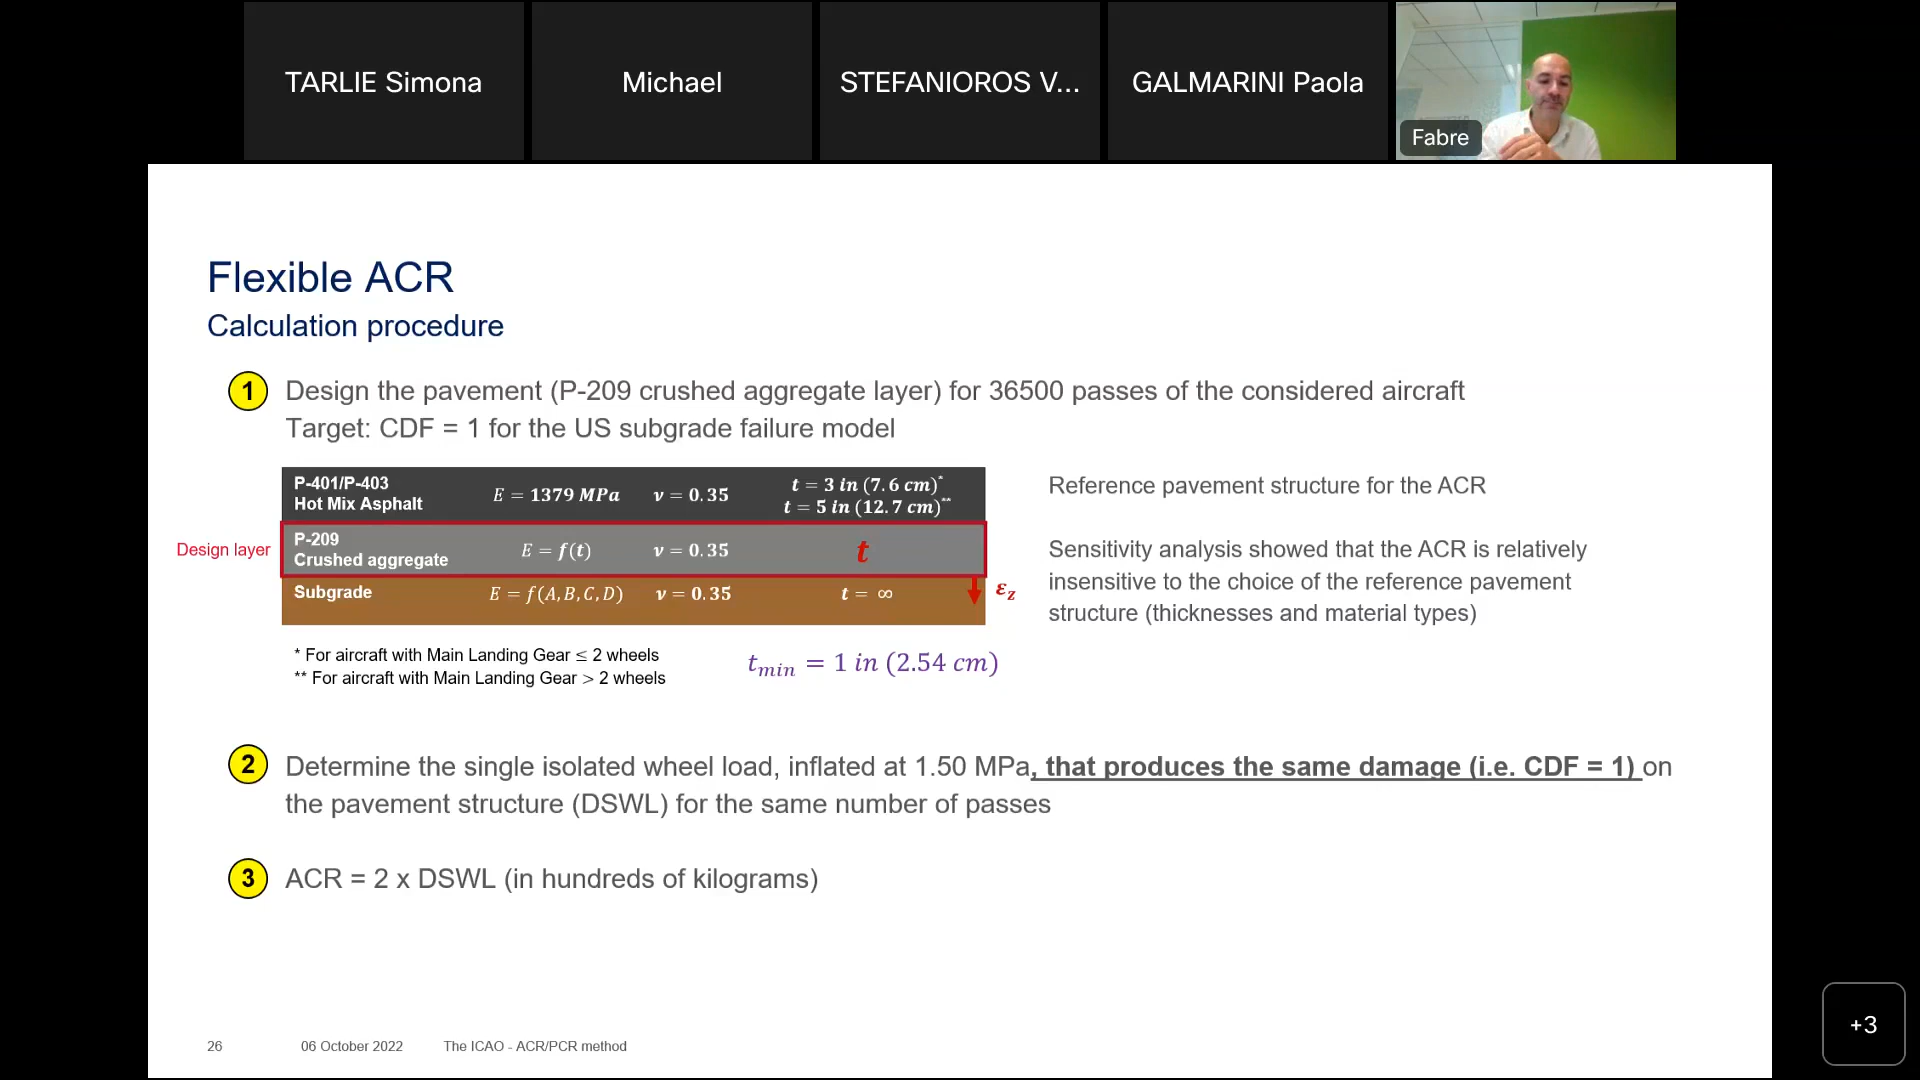 TARLIE Simona
Michael
STEFANIOROS V...
GALMARINI Paola
Fabre
Flexible ACR
Calculation procedure
1 Design the pavement (P-209 crushed aggregate layer) for 36500 passes of the considered aircraft
Target: CDF = 1 for the US subgrade failure model
P-401/P-403
Hot Mix Asphalt
E = 1379 MPa
ν = 0.35
t = 3 in (7.6 cm)*
t = 5 in (12.7 cm)**
Design layer
P-209
Crushed aggregate
E = f(t)
ν = 0.35
t
Subgrade
E = f(A, B, C, D)
ν = 0.35
t = ∞
εz
Reference pavement structure for the ACR
Sensitivity analysis showed that the ACR is relatively
insensitive to the choice of the reference pavement
structure (thicknesses and material types)
* For aircraft with Main Landing Gear ≤ 2 wheels
** For aircraft with Main Landing Gear > 2 wheels
tmin = 1 in (2.54 cm)
2 Determine the single isolated wheel load, inflated at 1.50 MPa, that produces the same damage (i.e. CDF = 1) on
the pavement structure (DSWL) for the same number of passes
3 ACR = 2 x DSWL (in hundreds of kilograms)
26 06 October 2022 The ICAO - ACR/PCR method
+3